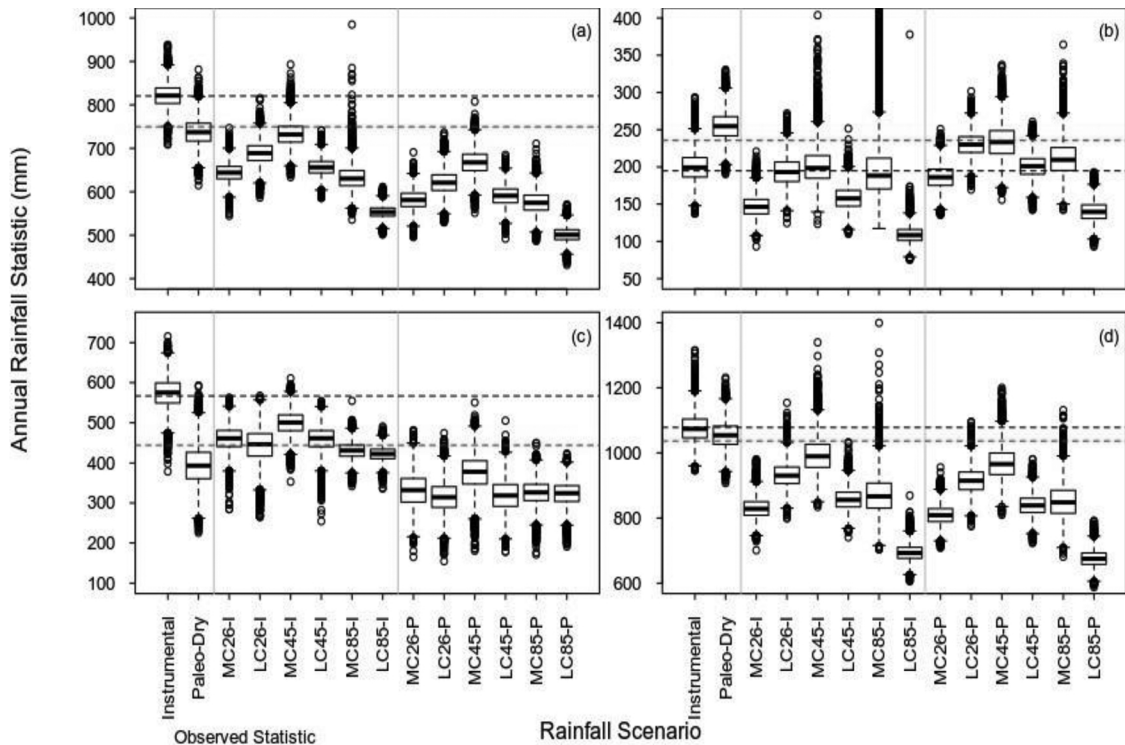 Annual Rainfall Statistic (mm)
1000
900
800
700
600
500
400
(a)
400
350
300
250
200
150
100
50
(b)
700
600
500
400
300
200
100
(c)
1400
1200
1000
800
600
(d)
Instrumental
Paleo-Dry
MC26-I
LC26-I
MC45-I
LC45-I
MC85-I
LC85-I
MC26-P
LC26-P
MC45-P
LC45-P
MC85-P
LC85-P
Instrumental
Paleo-Dry
MC26-I
LC26-I
MC45-I
LC45-I
MC85-I
LC85-I
MC26-P
LC26-P
MC45-P
LC45-P
MC85-P
LC85-P
Observed Statistic
Rainfall Scenario